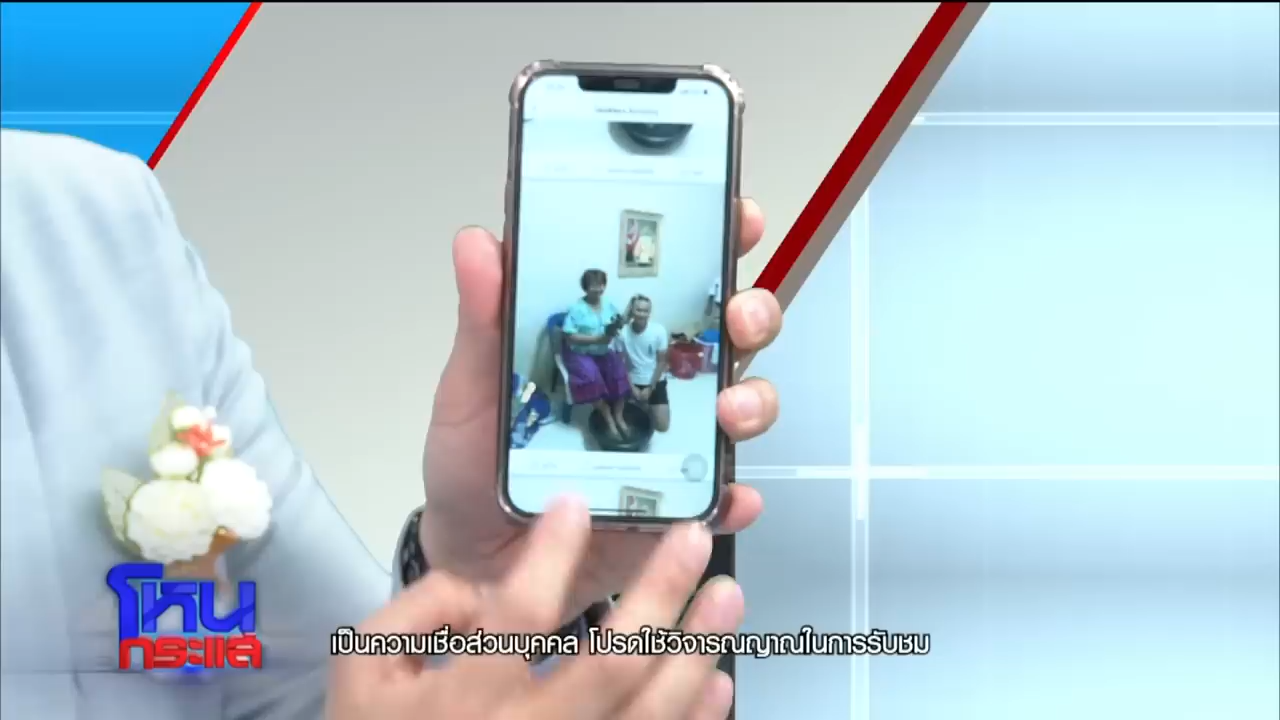 โหน
กระแส
เป็นความเชื่อส่วนบุคคล โปรดใช้วิจารณญาณในการรับชม